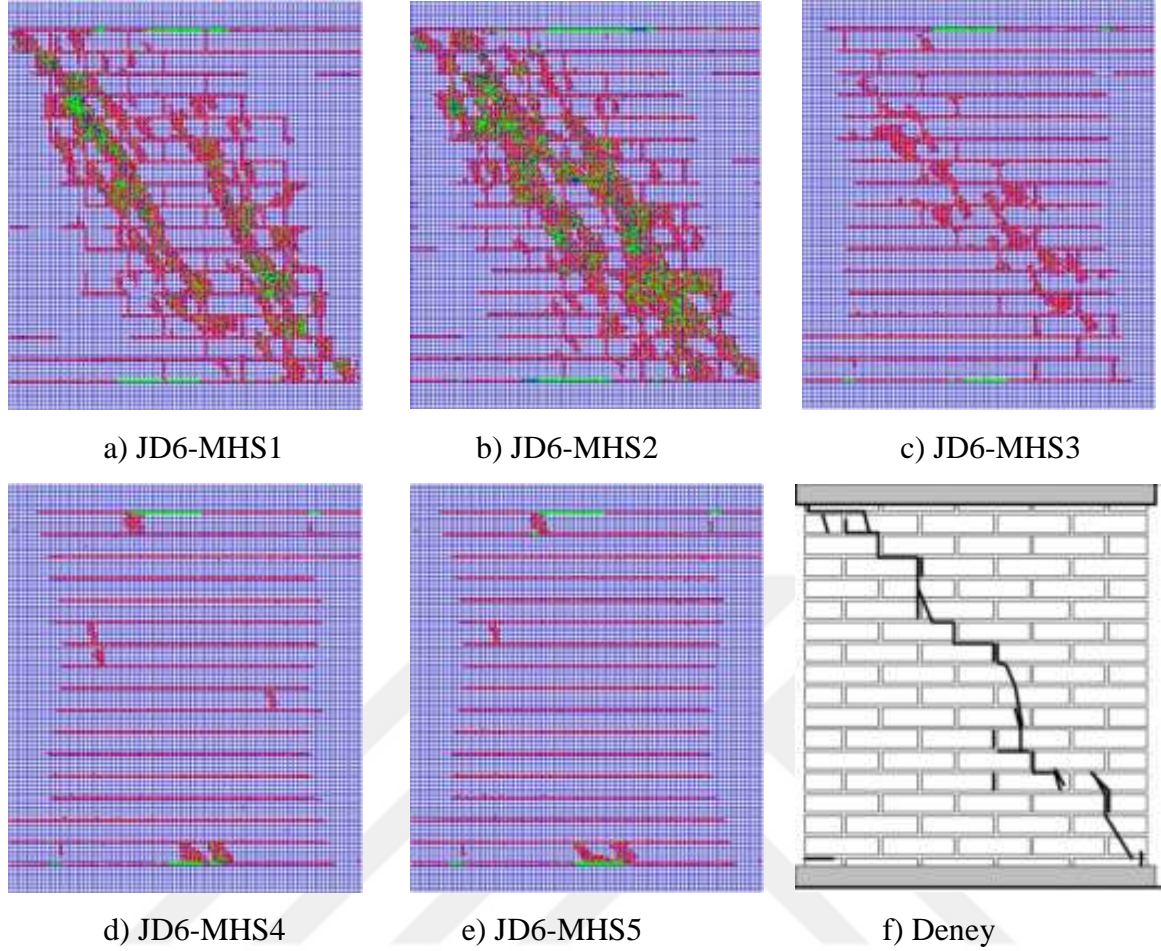 a) JD6-MHS1
b) JD6-MHS2
c) JD6-MHS3
d) JD6-MHS4
e) JD6-MHS5
f) Deney